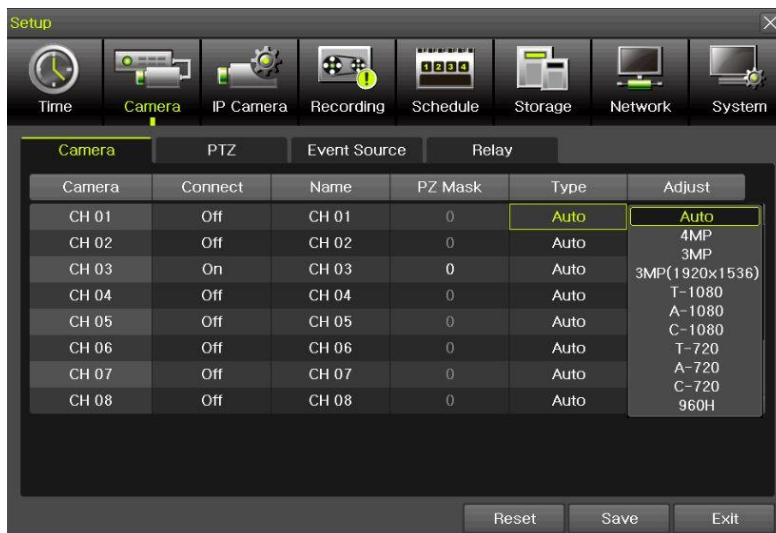 Setup
Time Camera IP Camera Recording Schedule Storage Network System
1 2 3 4
Camera PTZ Event Source Relay
Camera Connect Name PZ Mask Type Adjust
CH 01 Off CH 01 0 Auto
CH 02 Off CH 02 0 Auto
CH 03 On CH 03 0 Auto
CH 04 Off CH 04 0 Auto
CH 05 Off CH 05 0 Auto
CH 06 Off CH 06 0 Auto
CH 07 Off CH 07 0 Auto
CH 08 Off CH 08 0 Auto
Auto
4MP
3MP
3MP(1920x1536)
T-1080
A-1080
C-1080
T-720
A-720
C-720
960H
Reset Save Exit